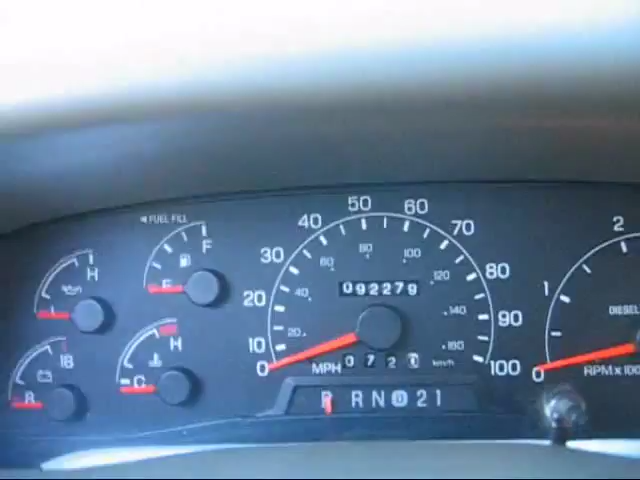 ◄FUEL FILL
F
E
H
L
18
8
H
C
0 10 20 30 40 50 60 70 80 90 100
20 40 60 80 100 120 140 160
092279
MPH 072 km/h
P R N D 2 1
0 1 2
DIESEL
RPM x 100